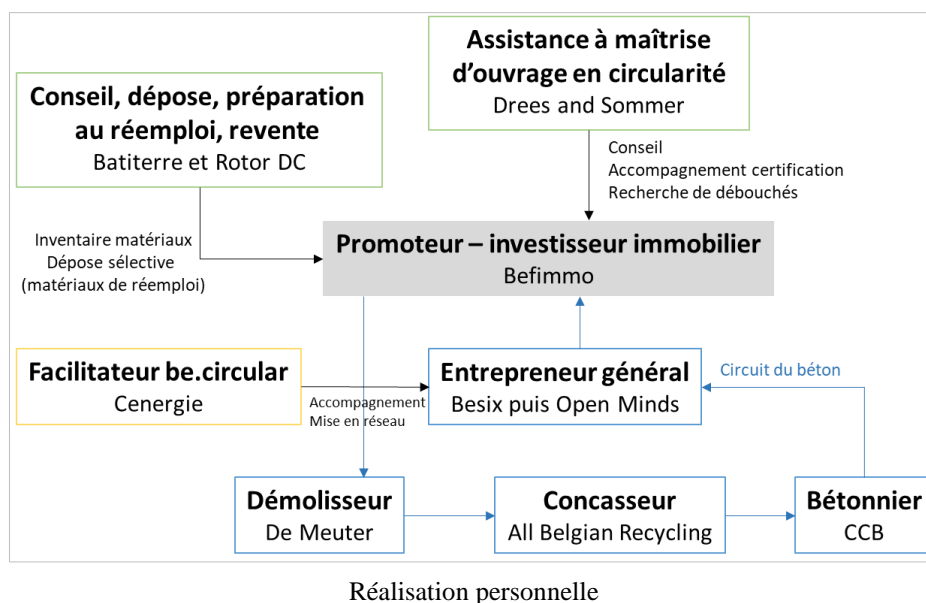 Assistance à maîtrise
d’ouvrage en circularité
Drees and Sommer
Conseil, dépose, préparation
au réemploi, revente
Batiterre et Rotor DC
Conseil
Accompagnement certification
Recherche de débouchés
Inventaire matériaux
Dépose sélective
(matériaux de réemploi)
Promoteur – investisseur immobilier
Befimmo
Facilitateur be.circular
Cenergie
Accompagnement
Mise en réseau
Entrepreneur général
Besix puis Open Minds
Circuit du béton
Démolisseur
De Meuter
Concasseur
All Belgian Recycling
Bétonnier
CCB
Réalisation personnelle